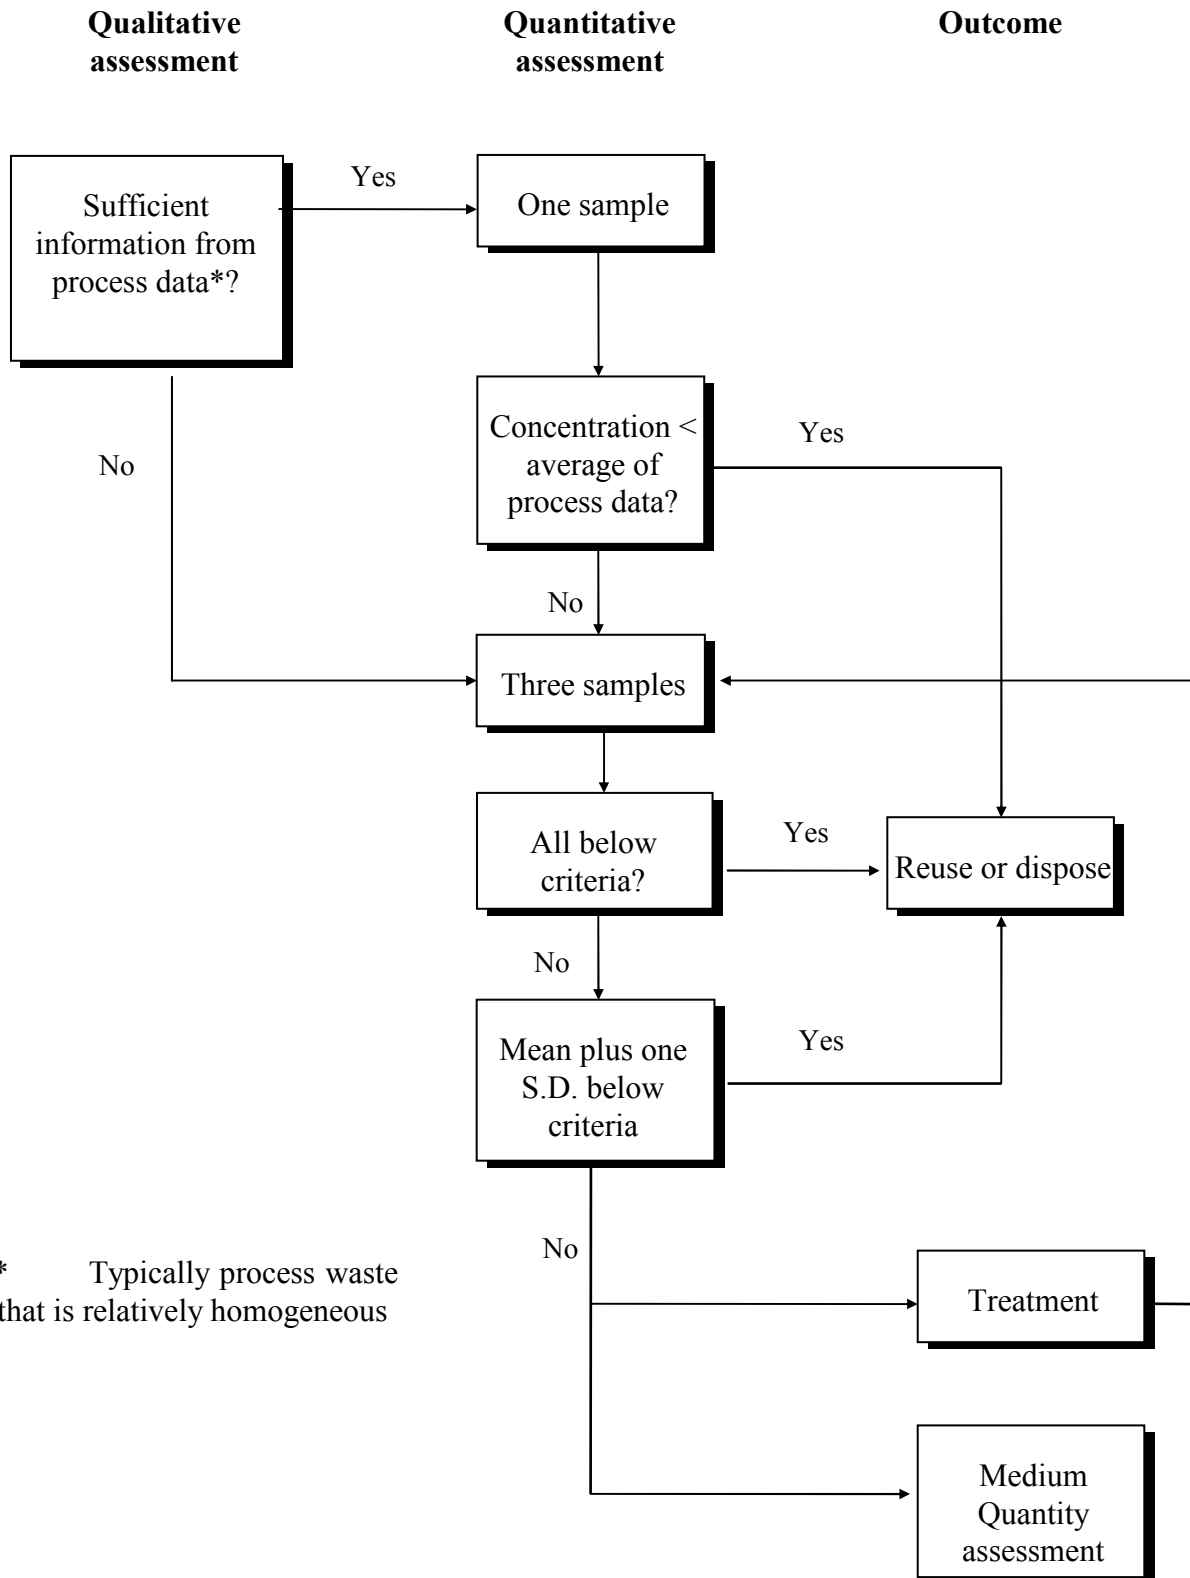 Qualitative
assessment
Quantitative
assessment
Outcome
Sufficient
information from
process data*?
Yes
One sample
No
Concentration <
average of
process data?
Yes
No
Three samples
All below
criteria?
Yes
Reuse or dispose
No
Mean plus one
S.D. below
criteria
Yes
No
* Typically process waste
that is relatively homogeneous
Treatment
Medium
Quantity
assessment